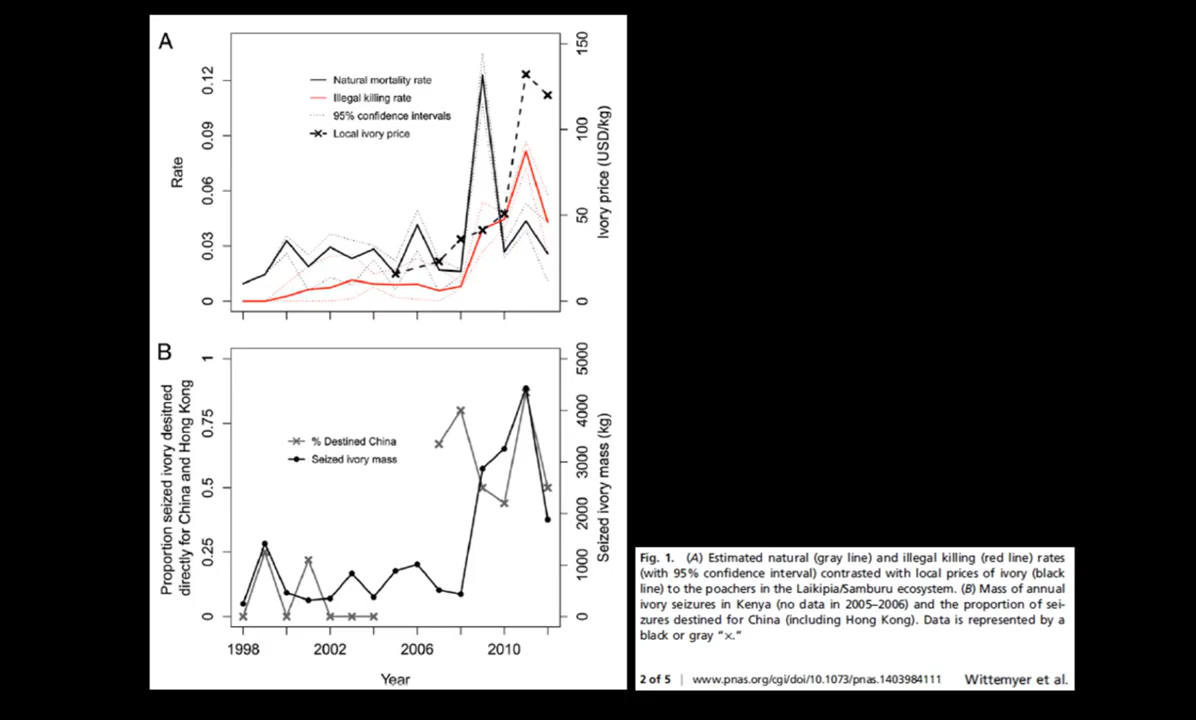 A
Natural mortality rate
Illegal killing rate
95% confidence intervals
Local ivory price
Rate
0
0.03
0.06
0.09
0.12
Ivory price (USD/kg)
0
50
100
150
B
% Destined China
Seized ivory mass
Proportion seized ivory desitned
directly for China and Hong Kong
0
0.25
0.5
0.75
1
Seized ivory mass (kg)
0
1000
2000
3000
4000
5000
1998 2002 2006 2010
Year
Fig. 1. (A) Estimated natural (gray line) and illegal killing (red line) rates
(with 95% confidence interval) contrasted with local prices of ivory (black
line) to the poachers in the Laikipia/Samburu ecosystem. (B) Mass of annual
ivory seizures in Kenya (no data in 2005–2006) and the proportion of sei-
zures destined for China (including Hong Kong). Data is represented by a
black or gray “×.”
2 of 5 | www.pnas.org/cgi/doi/10.1073/pnas.1403984111 Wittemyer et al.